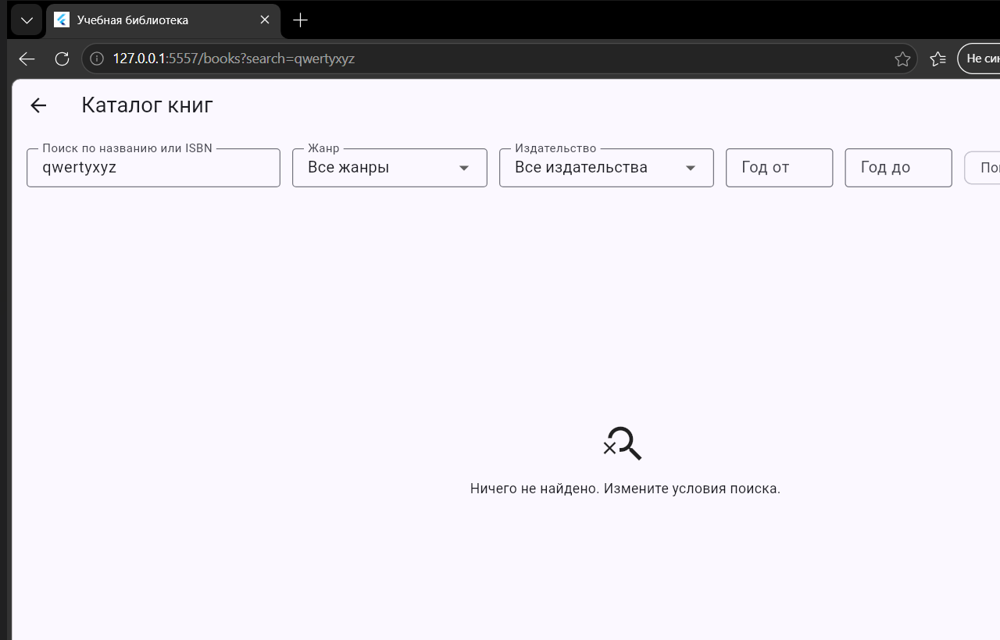 Учебная библиотека
127.0.0.1:5557/books?search=qwertyxyz
Не син
Каталог книг
Поиск по названию или ISBN
qwertyxyz
Жанр
Все жанры
Издательство
Все издательства
Год от
Год до
Ничего не найдено. Измените условия поиска.